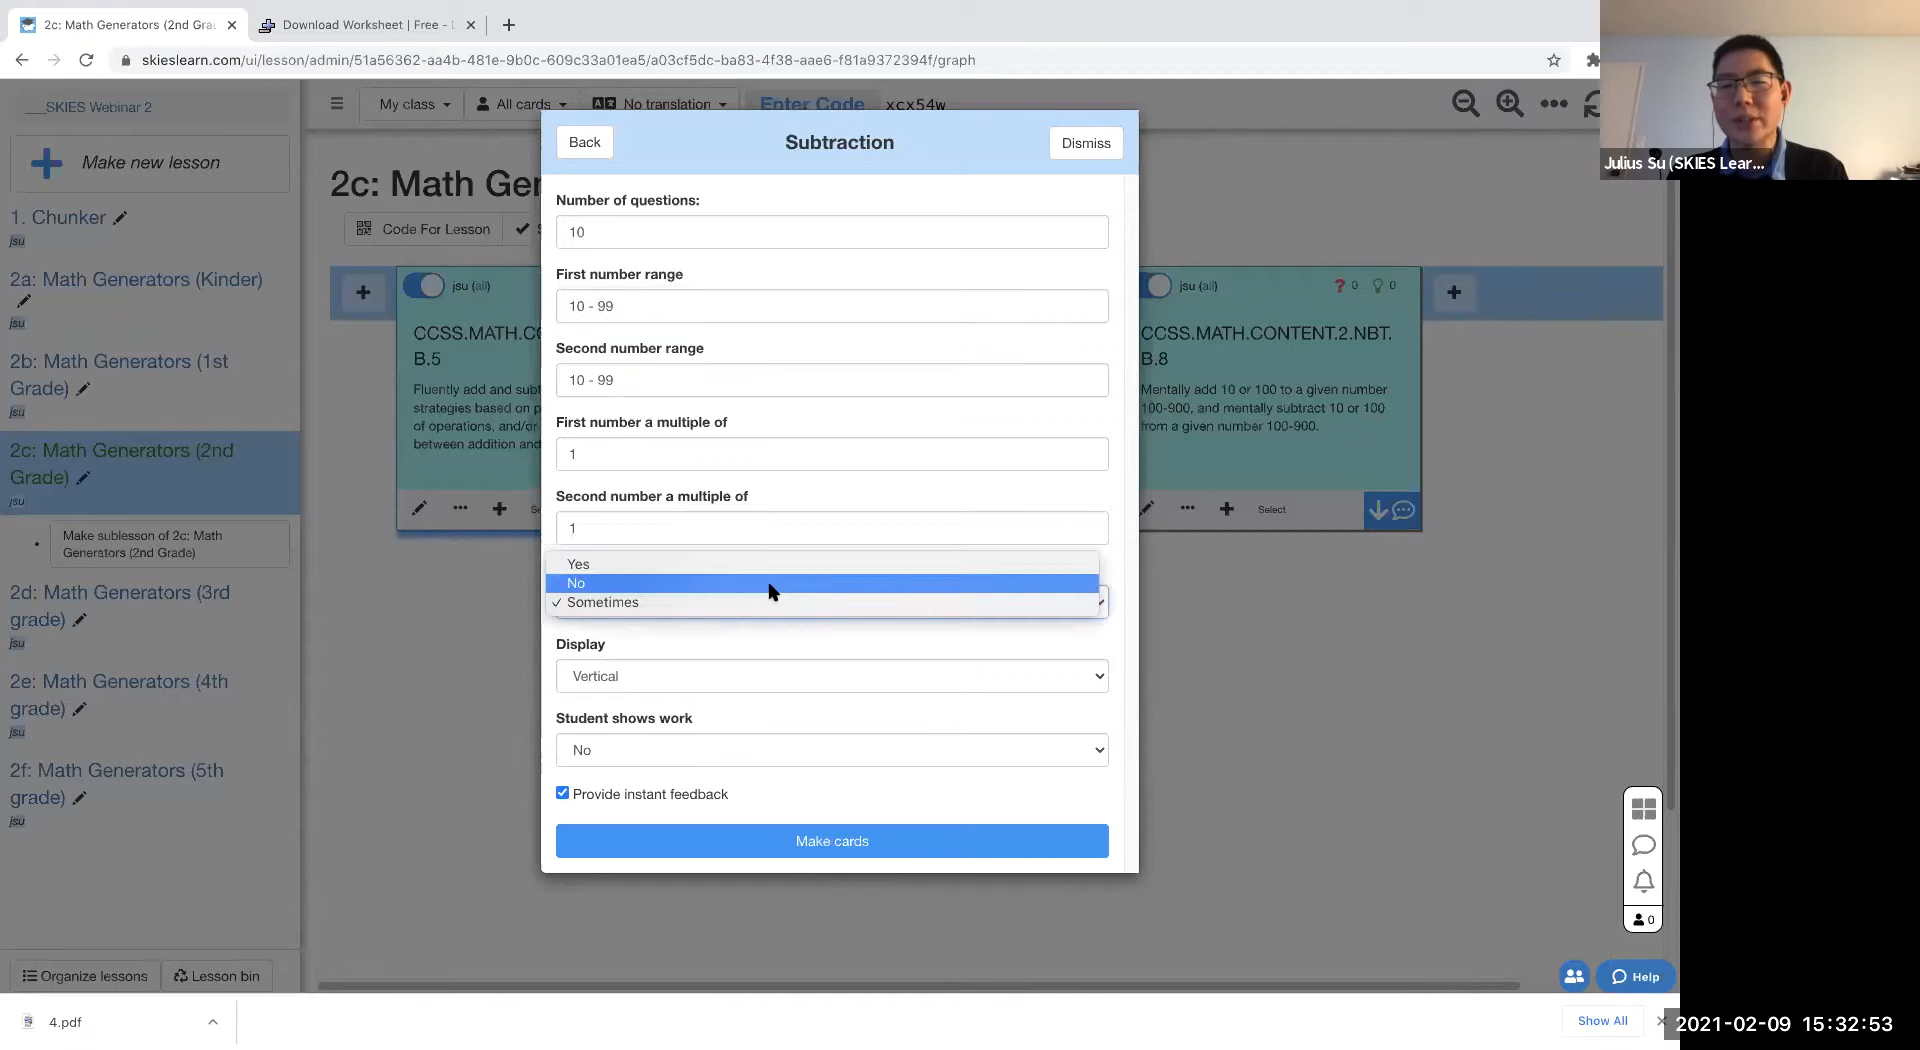 2c: Math Generators (2nd Gra
Download Worksheet | Free -
skieslearn.com/ui/lesson/admin/51a56362-aa4b-481e-9b0c-609c33a01ea5/a03cf5dc-ba83-4f38-aae6-f81a9372394f/graph
___SKIES Webinar 2
Make new lesson
1. Chunker
jsu
2a: Math Generators (Kinder)
jsu
2b: Math Generators (1st
Grade)
jsu
2c: Math Generators (2nd
Grade)
jsu
Make sublesson of 2c: Math
Generators (2nd Grade)
2d: Math Generators (3rd
grade)
jsu
2e: Math Generators (4th
grade)
jsu
2f: Math Generators (5th
grade)
jsu
Organize lessons
Lesson bin
My class
All cards
No translation
Enter Code
xcx54w
2c: Math Ger
Code For Lesson
jsu (all)
CCSS.MATH.CO
B.5
Fluently add and subt
strategies based on p
of operations, and/or
between addition and
Back
Subtraction
Dismiss
Number of questions:
10
First number range
10 - 99
Second number range
10 - 99
First number a multiple of
1
Second number a multiple of
1
Yes
No
✓ Sometimes
Display
Vertical
Student shows work
No
Provide instant feedback
Make cards
jsu (all)
? 0
0
CCSS.MATH.CONTENT.2.NBT.
B.8
Mentally add 10 or 100 to a given number
100-900, and mentally subtract 10 or 100
from a given number 100-900.
Select
Julius Su (SKIES Lear...
0
Help
4.pdf
Show All
2021-02-09 15:32:53